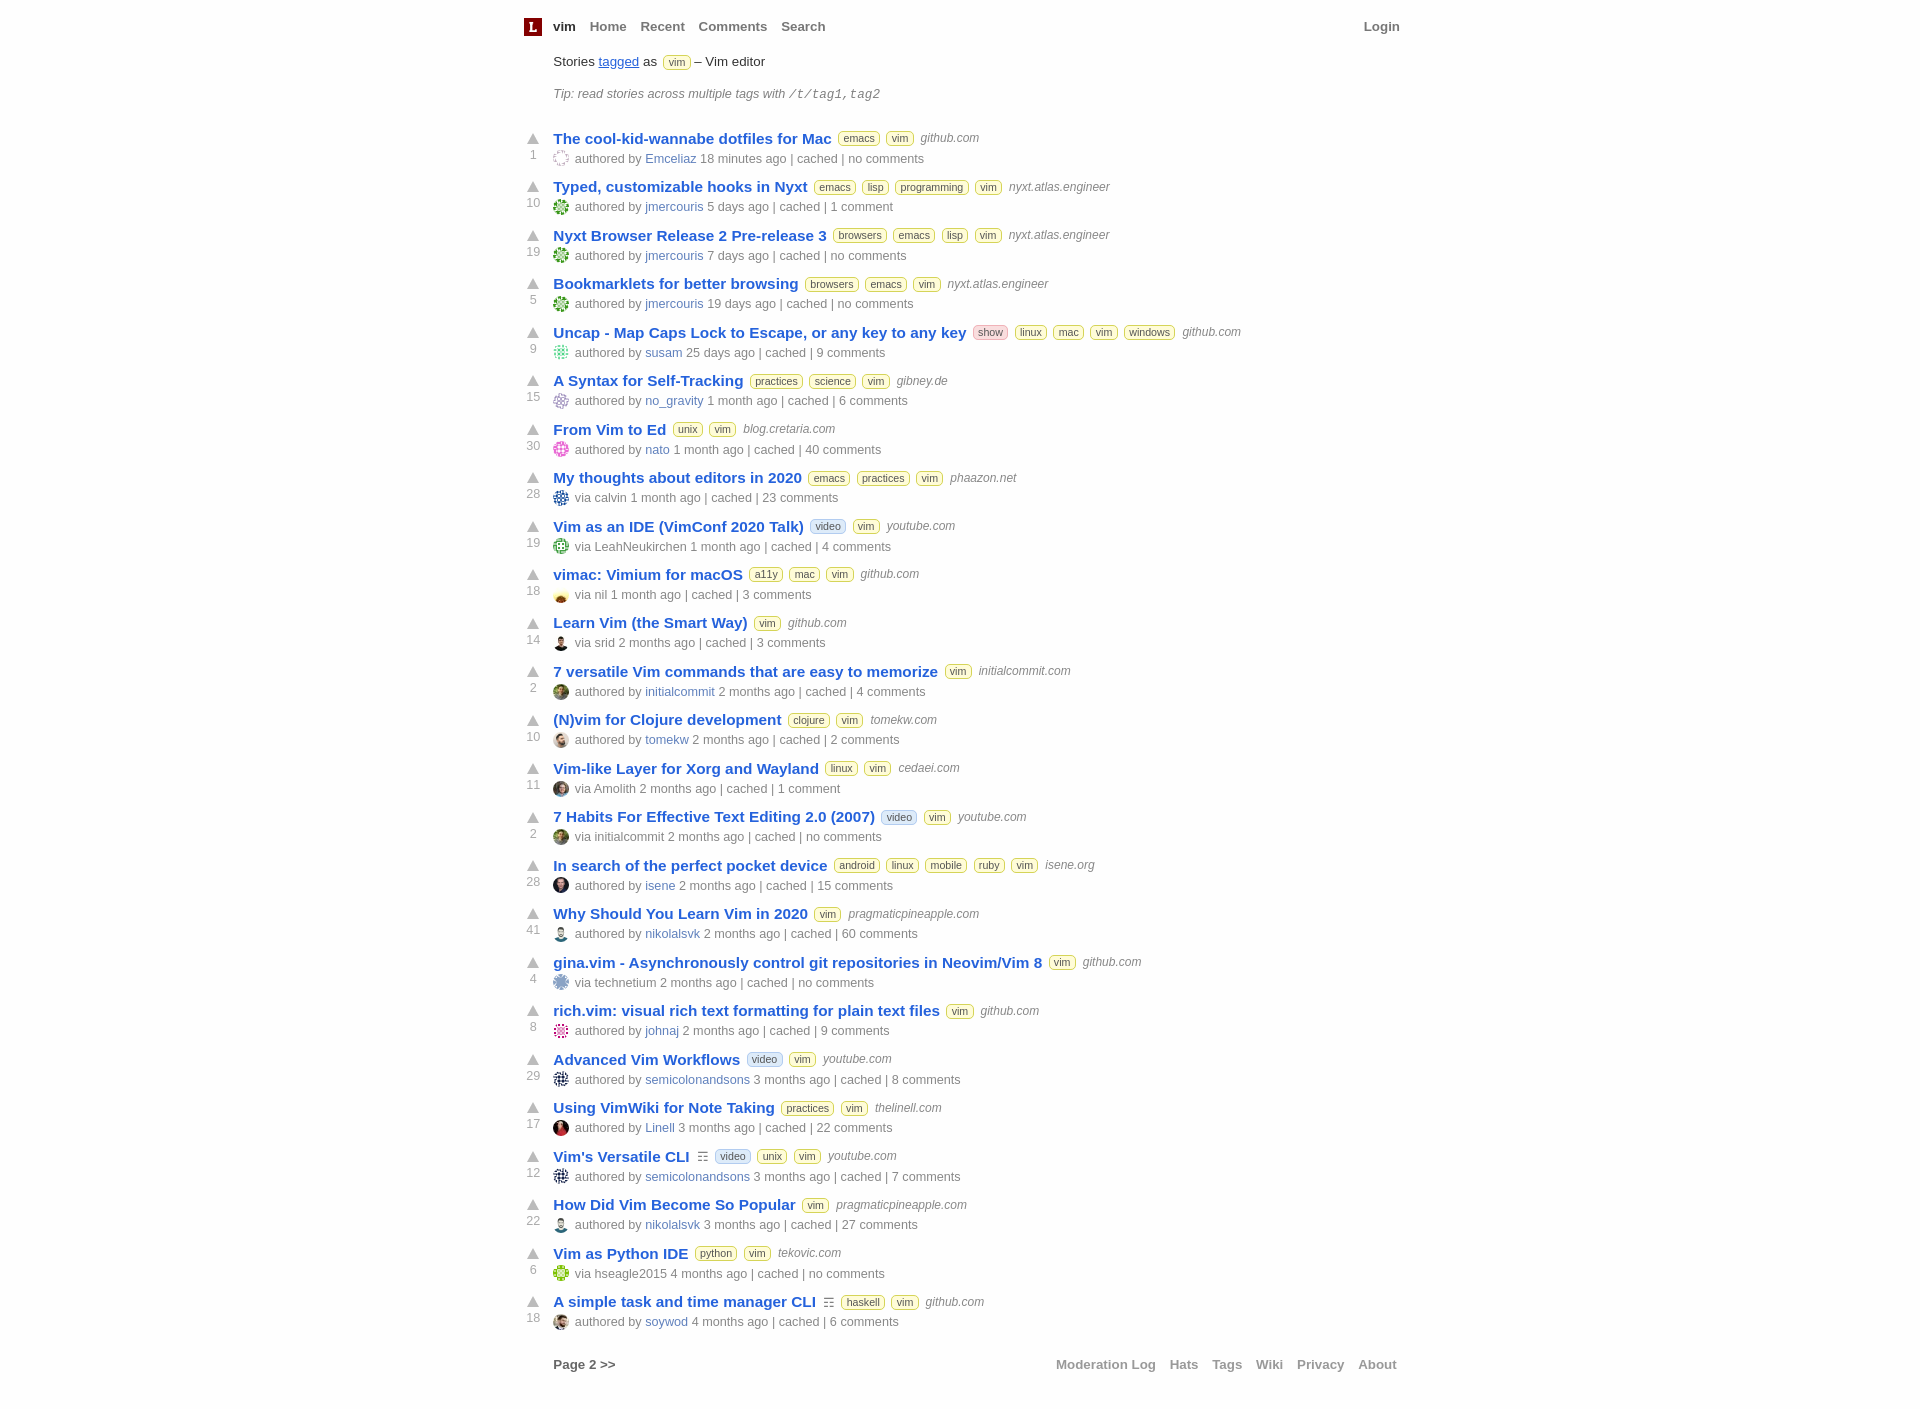 L vim Home Recent Comments Search Login
Stories tagged as vim – Vim editor
Tip: read stories across multiple tags with /t/tag1,tag2
The cool-kid-wannabe dotfiles for Mac emacs vim github.com
1 authored by Emceliaz 18 minutes ago | cached | no comments
Typed, customizable hooks in Nyxt emacs lisp programming vim nyxt.atlas.engineer
10 authored by jmercouris 5 days ago | cached | 1 comment
Nyxt Browser Release 2 Pre-release 3 browsers emacs lisp vim nyxt.atlas.engineer
19 authored by jmercouris 7 days ago | cached | no comments
Bookmarklets for better browsing browsers emacs vim nyxt.atlas.engineer
5 authored by jmercouris 19 days ago | cached | no comments
Uncap - Map Caps Lock to Escape, or any key to any key show linux mac vim windows github.com
9 authored by susam 25 days ago | cached | 9 comments
A Syntax for Self-Tracking practices science vim gibney.de
15 authored by no_gravity 1 month ago | cached | 6 comments
From Vim to Ed unix vim blog.cretaria.com
30 authored by nato 1 month ago | cached | 40 comments
My thoughts about editors in 2020 emacs practices vim phaazon.net
28 via calvin 1 month ago | cached | 23 comments
Vim as an IDE (VimConf 2020 Talk) video vim youtube.com
19 via LeahNeukirchen 1 month ago | cached | 4 comments
vimac: Vimium for macOS a11y mac vim github.com
18 via nil 1 month ago | cached | 3 comments
Learn Vim (the Smart Way) vim github.com
14 via srid 2 months ago | cached | 3 comments
7 versatile Vim commands that are easy to memorize vim initialcommit.com
2 authored by initialcommit 2 months ago | cached | 4 comments
(N)vim for Clojure development clojure vim tomekw.com
10 authored by tomekw 2 months ago | cached | 2 comments
Vim-like Layer for Xorg and Wayland linux vim cedaei.com
11 via Amolith 2 months ago | cached | 1 comment
7 Habits For Effective Text Editing 2.0 (2007) video vim youtube.com
2 via initialcommit 2 months ago | cached | no comments
In search of the perfect pocket device android linux mobile ruby vim isene.org
28 authored by isene 2 months ago | cached | 15 comments
Why Should You Learn Vim in 2020 vim pragmaticpineapple.com
41 authored by nikolalsvk 2 months ago | cached | 60 comments
gina.vim - Asynchronously control git repositories in Neovim/Vim 8 vim github.com
4 via technetium 2 months ago | cached | no comments
rich.vim: visual rich text formatting for plain text files vim github.com
8 authored by johnaj 2 months ago | cached | 9 comments
Advanced Vim Workflows video vim youtube.com
29 authored by semicolonandsons 3 months ago | cached | 8 comments
Using VimWiki for Note Taking practices vim thelinell.com
17 authored by Linell 3 months ago | cached | 22 comments
Vim's Versatile CLI ☶ video unix vim youtube.com
12 authored by semicolonandsons 3 months ago | cached | 7 comments
How Did Vim Become So Popular vim pragmaticpineapple.com
22 authored by nikolalsvk 3 months ago | cached | 27 comments
Vim as Python IDE python vim tekovic.com
6 via hseagle2015 4 months ago | cached | no comments
A simple task and time manager CLI ☶ haskell vim github.com
18 authored by soywod 4 months ago | cached | 6 comments
Page 2 >> Moderation Log Hats Tags Wiki Privacy About